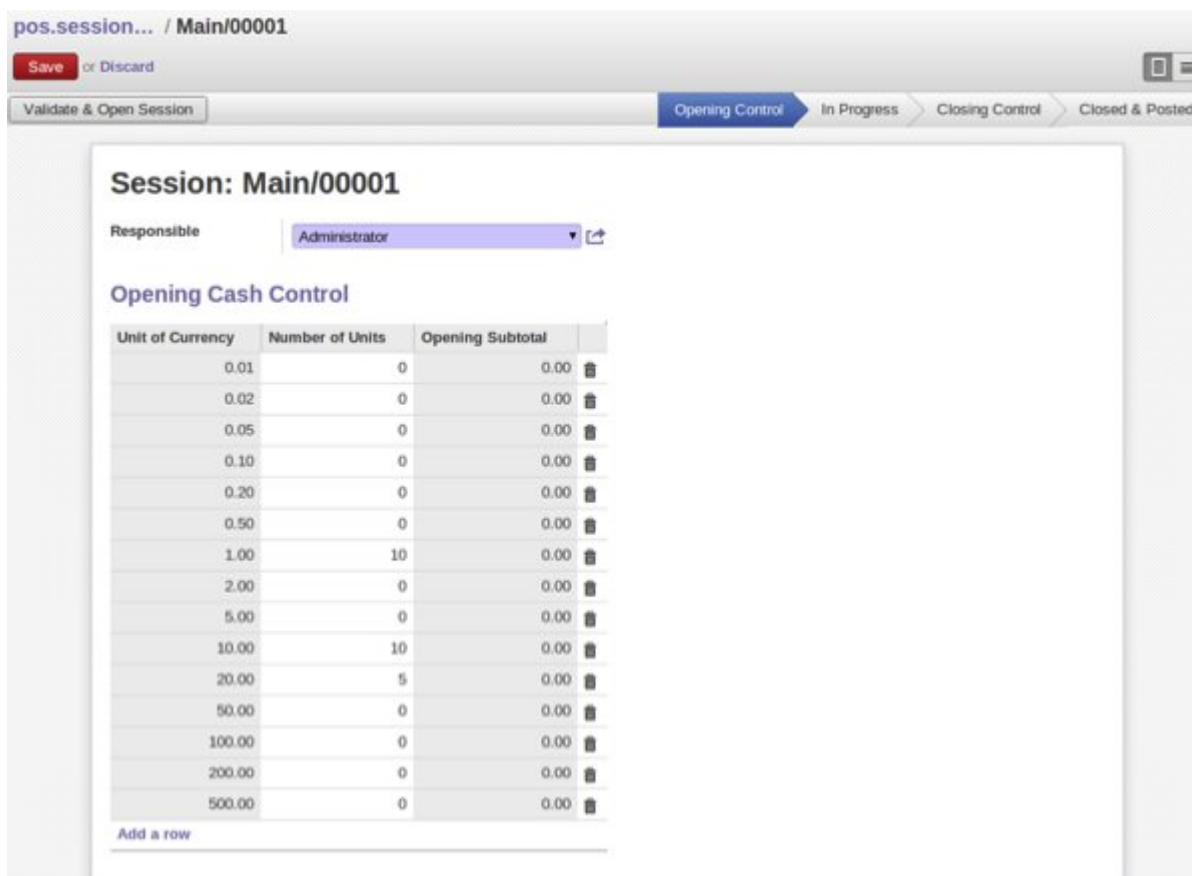 pos.session... / Main/00001
Save or Discard
Validate & Open Session Opening Control In Progress Closing Control Closed & Posted
Session: Main/00001
Responsible Administrator
Opening Cash Control
Unit of Currency Number of Units Opening Subtotal
0.01 0 0.00
0.02 0 0.00
0.05 0 0.00
0.10 0 0.00
0.20 0 0.00
0.50 0 0.00
1.00 10 0.00
2.00 0 0.00
5.00 0 0.00
10.00 10 0.00
20.00 5 0.00
50.00 0 0.00
100.00 0 0.00
200.00 0 0.00
500.00 0 0.00
Add a row